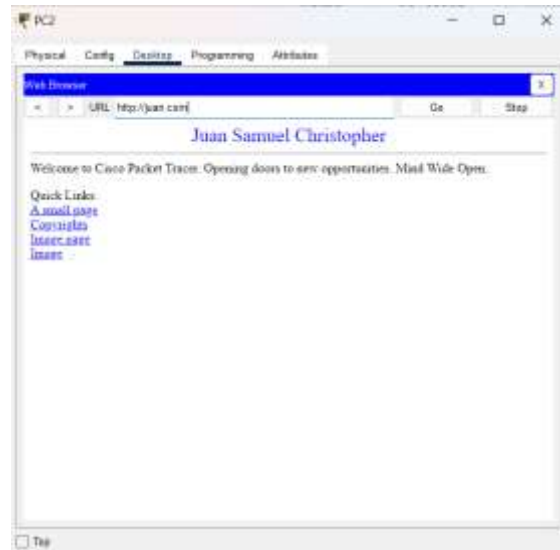 PC2
Physical Config Desktop Programming Attributes
Web Browser X
< > URL http://juan.com Go Stop
Juan Samuel Christopher
Welcome to Cisco Packet Tracer. Opening doors to new opportunities. Mind Wide Open.
Quick Links:
A small page
Copyrights
Image page
Image
Top